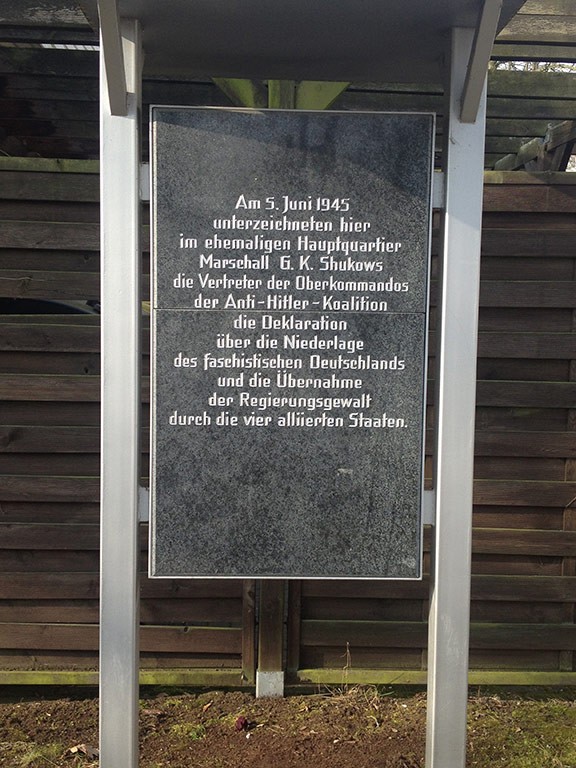 Am 5. Juni 1945
unterzeichneten hier
im ehemaligen Hauptquartier
Marschall G. K. Shukows
die Vertreter der Oberkommandos
der Anti-Hitler-Koalition
die Deklaration
über die Niederlage
des faschistischen Deutschlands
und die Übernahme
der Regierungsgewalt
durch die vier alliierten Staaten.